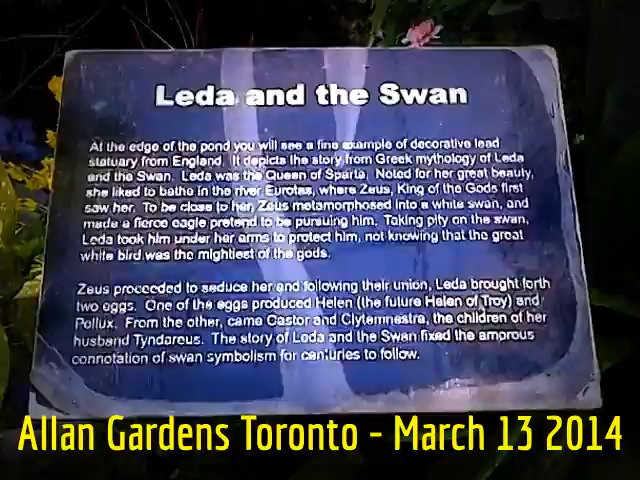 Leda and the Swan
At the edge of the pond you will see a fine example of decorative lead
statuary from England. It depicts the story from Greek mythology of Leda
and the Swan. Leda was the Queen of Sparta. Noted for her great beauty,
she liked to bathe in the river Eurotas, where Zeus, King of the Gods first
saw her. To be close to her, Zeus metamorphosed into a white swan, and
made a fierce eagle pretend to be pursuing him. Taking pity on the swan,
Leda took him under her arms to protect him, not knowing that the great
white bird was the mightiest of the gods.
Zeus proceeded to seduce her and following their union, Leda brought forth
two eggs. One of the eggs produced Helen (the future Helen of Troy) and
Pollux. From the other, came Castor and Clytemnestra, the children of her
husband Tyndareus. The story of Leda and the Swan fixed the amorous
connotation of swan symbolism for centuries to follow.
Allan Gardens Toronto - March 13 2014